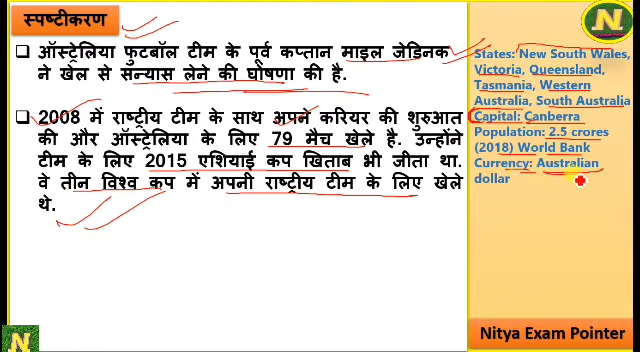 स्पष्टीकरण
ऑस्ट्रेलिया फुटबॉल टीम के पूर्व कप्तान माइल जेडिनक
ने खेल से सन्यास लेने की घोषणा की है.
2008 में राष्ट्रीय टीम के साथ अपने करियर की शुरुआत
की और ऑस्ट्रेलिया के लिए 79 मैच खेले है. उन्होंने
टीम के लिए 2015 एशियाई कप खिताब भी जीता था.
वे तीन विश्व कप में अपनी राष्ट्रीय टीम के लिए खेले
थे.
N
States: New South Wales,
Victoria, Queensland,
Tasmania, Western
Australia, South Australia
Capital: Canberra
Population: 2.5 crores
(2018) World Bank
Currency: Australian
dollar
N
Nitya Exam Pointer